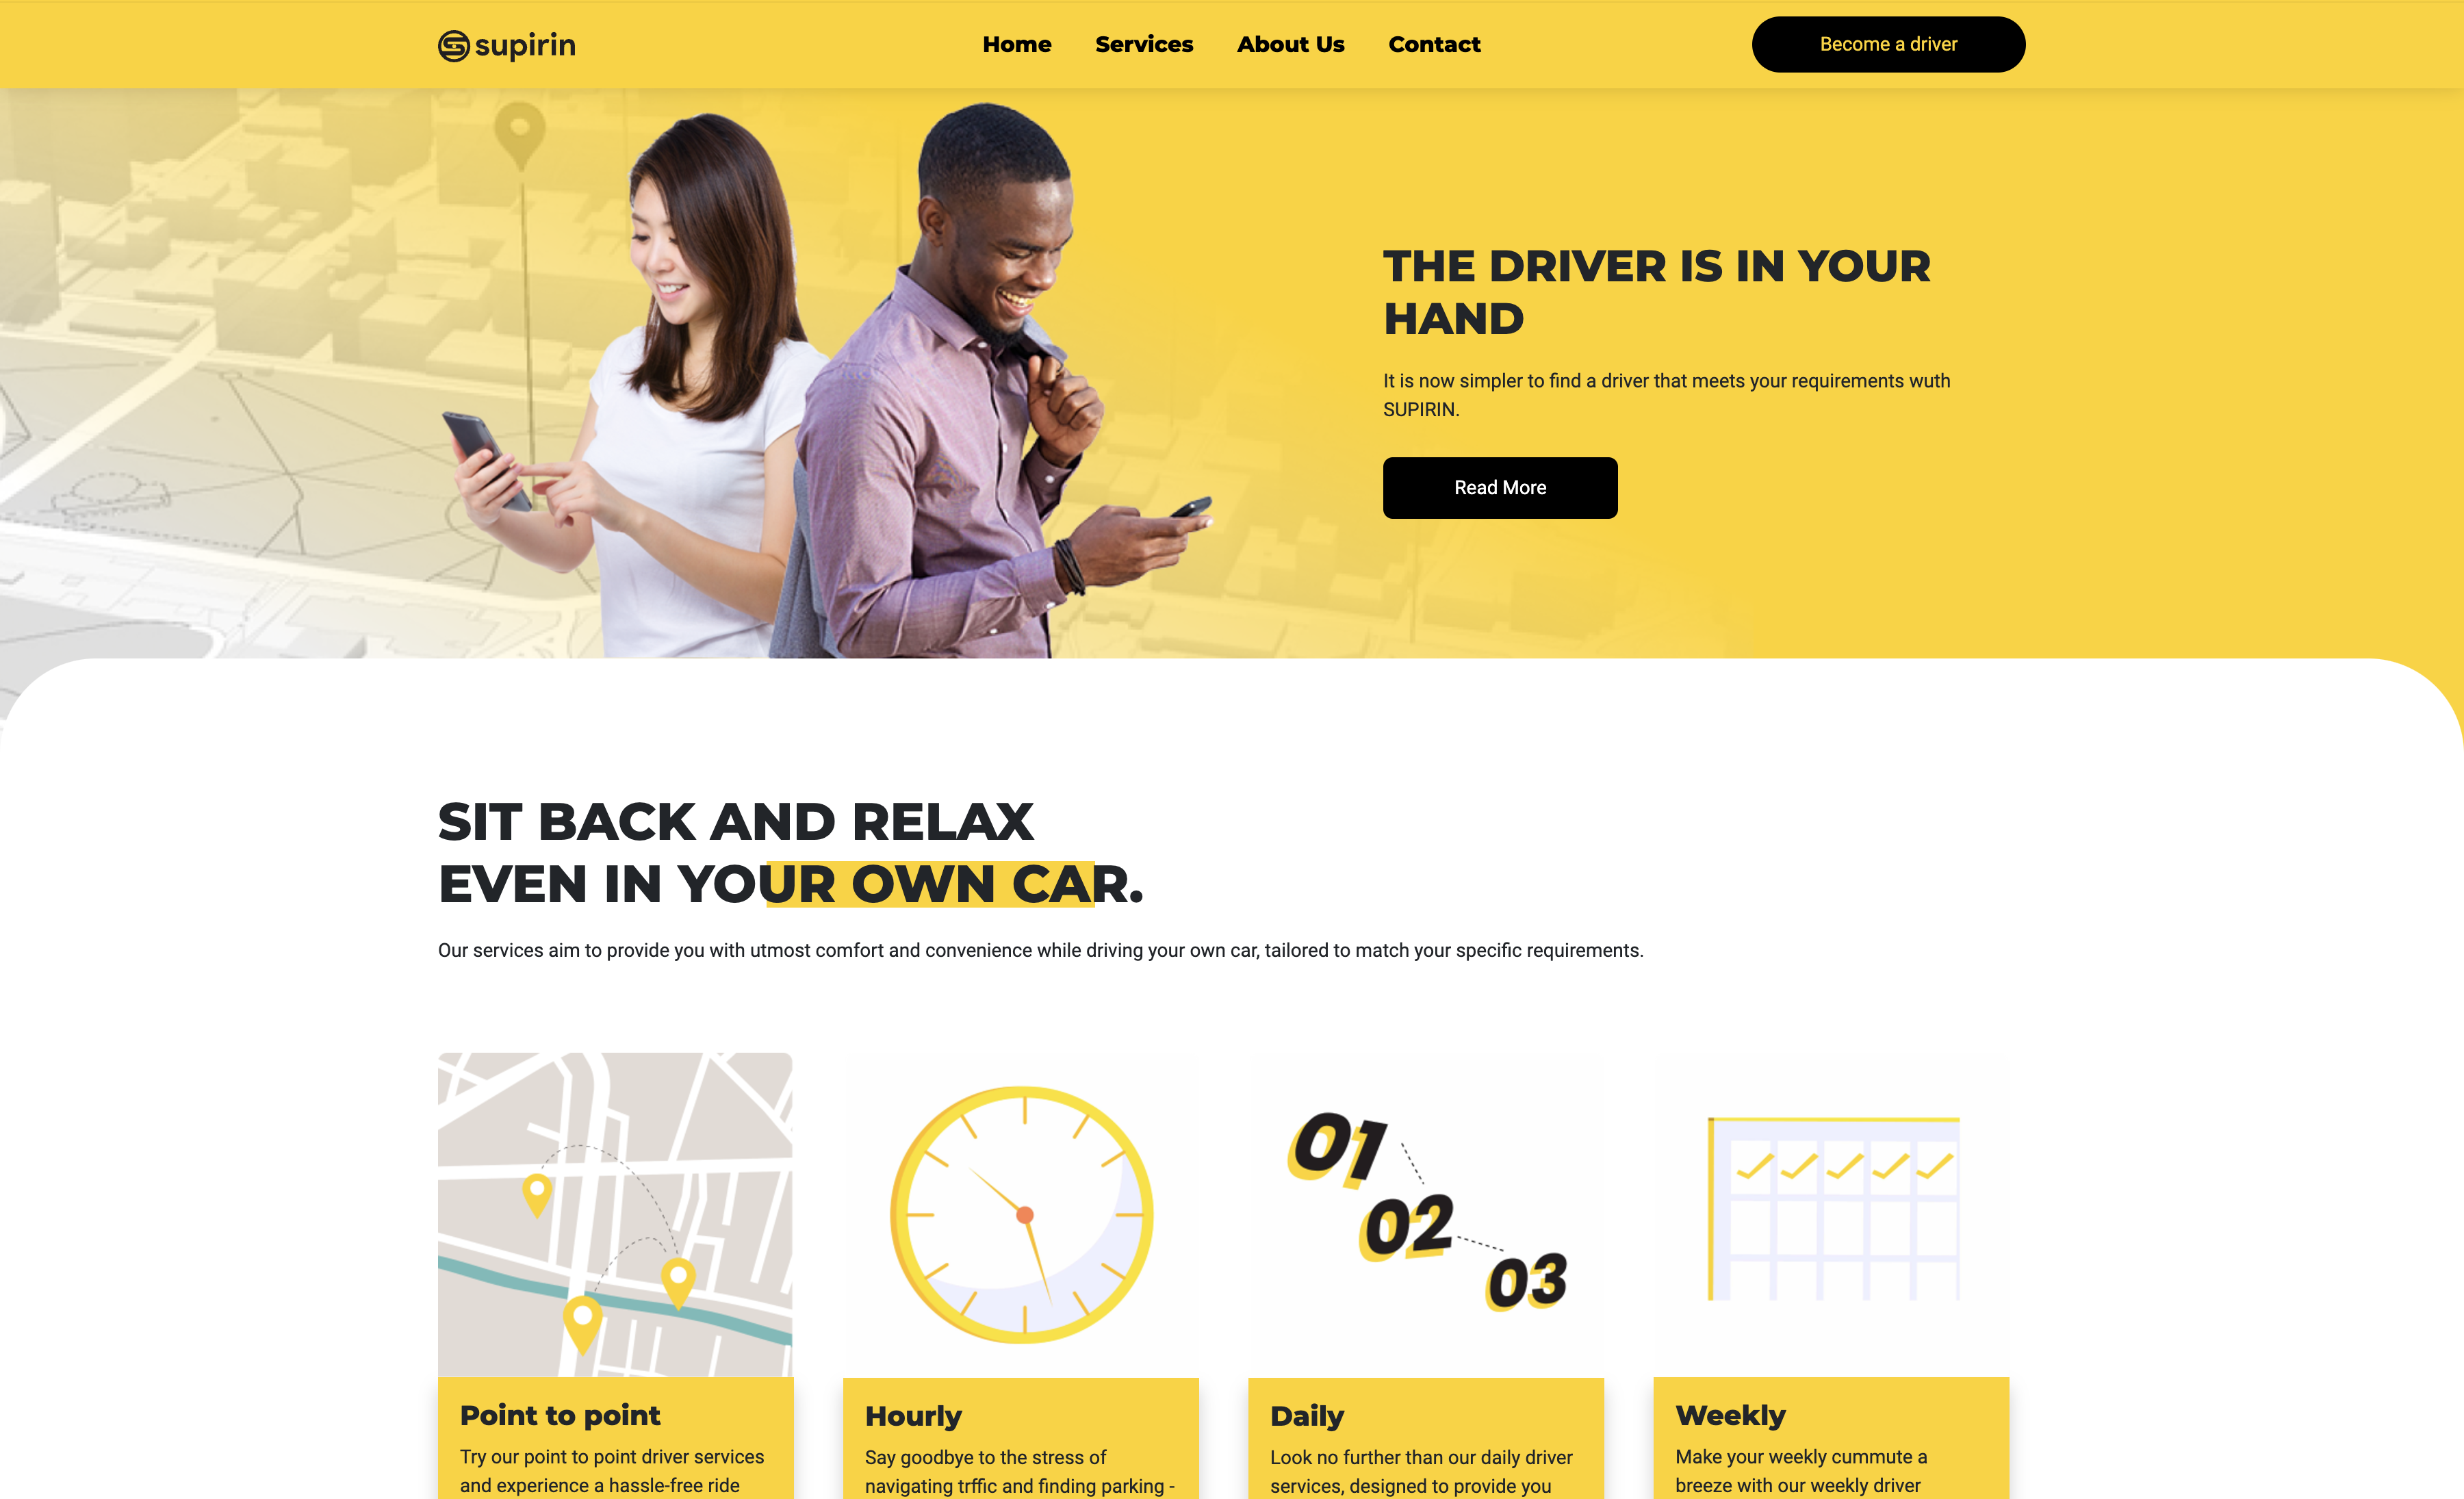 supirin
Home Services About Us Contact
Become a driver
THE DRIVER IS IN YOUR
HAND
It is now simpler to find a driver that meets your requirements wuth
SUPIRIN.
Read More
SIT BACK AND RELAX
EVEN IN YOUR OWN CAR.
Our services aim to provide you with utmost comfort and convenience while driving your own car, tailored to match your specific requirements.
01
02
03
Point to point
Try our point to point driver services
and experience a hassle-free ride
Hourly
Say goodbye to the stress of
navigating trffic and finding parking -
Daily
Look no further than our daily driver
services, designed to provide you
Weekly
Make your weekly cummute a
breeze with our weekly driver